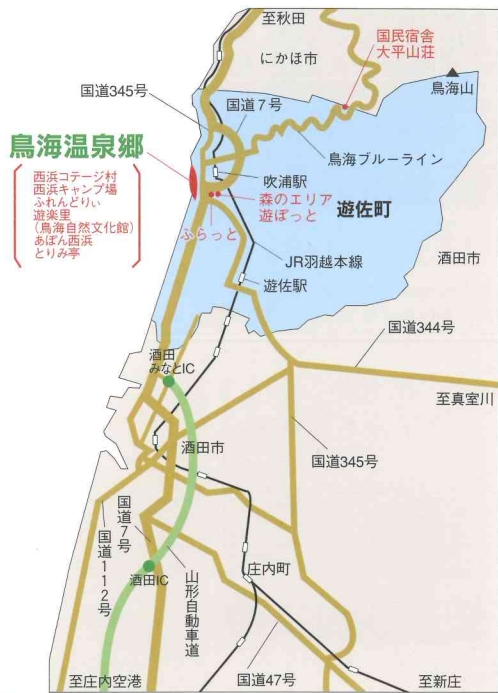 至秋田
にかほ市
国民宿舎
大平山荘
鳥海山
国道345号
国道7号
鳥海温泉郷
西浜コテージ村
西浜キャンプ場
ふれんどりぃ
遊楽里
(鳥海自然文化館)
あぽん西浜
とりみ亭
鳥海ブルーライン
吹浦駅
森のエリア
遊ぽっと
ふらっと
遊佐町
JR羽越本線
遊佐駅
酒田市
国道344号
酒田
みなとIC
至真室川
酒田市
国道345号
国道7号
国道112号
酒田IC
山形自動車道
庄内町
至庄内空港
国道47号
至新庄